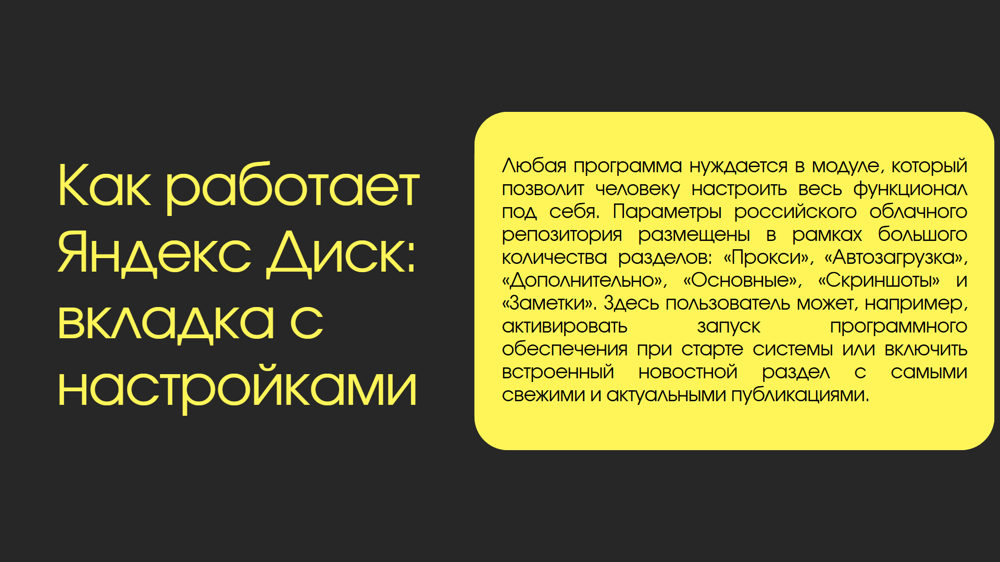 Как работает
Яндекс Диск:
вкладка с
настройками
Любая программа нуждается в модуле, который
позволит человеку настроить весь функционал
под себя. Параметры российского облачного
репозитория размещены в рамках большого
количества разделов: «Прокси», «Автозагрузка»,
«Дополнительно», «Основные», «Скриншоты» и
«Заметки». Здесь пользователь может, например,
активировать запуск программного
обеспечения при старте системы или включить
встроенный новостной раздел с самыми
свежими и актуальными публикациями.